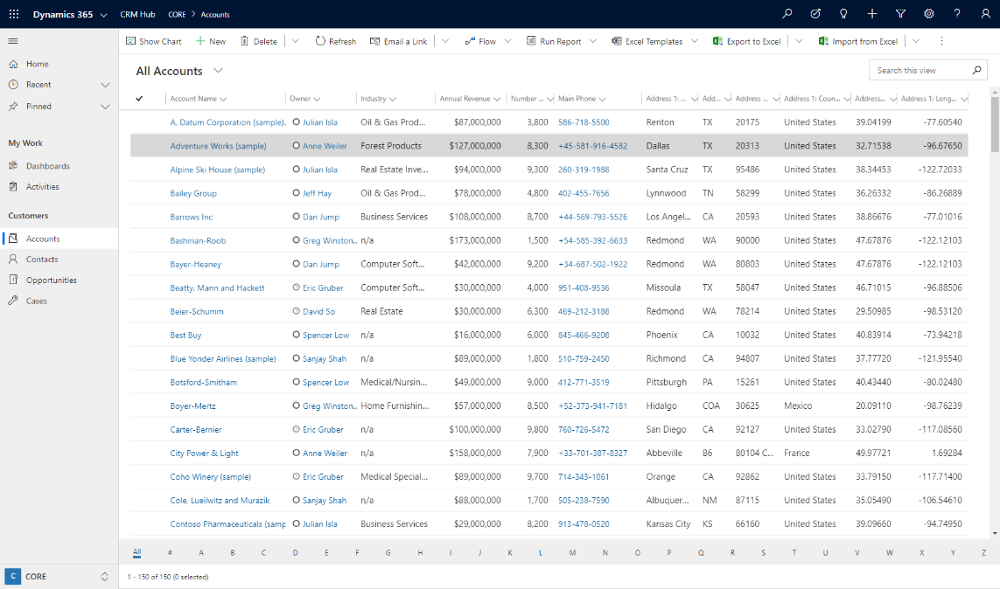 Dynamics 365 CRM Hub CORE > Accounts
Show Chart New Delete Refresh Email a Link Flow Run Report Excel Templates Export to Excel Import from Excel
Home
Recent
Pinned
My Work
Dashboards
Activities
Customers
Accounts
Contacts
Opportunities
Cases
C CORE
All Accounts
Search this view
Account Name Owner Industry Annual Revenue Number ... Main Phone Address 1: ... Add... Address ... Address 1: Coun... Address... Address 1: Long...
A. Datum Corporation (sample). Julian Isla Oil & Gas Prod... $87,000,000 3,800 586-718-5500 Renton TX 20175 United States 39.04199 -77.60540
Adventure Works (sample) Anne Weiler Forest Products $127,000,000 8,300 +45-581-916-4582 Dallas TX 20313 United States 32.71538 -96.67650
Alpine Ski House (sample) Julian Isla Real Estate Inve... $94,000,000 9,300 260-319-1988 Santa Cruz TX 95486 United States 38.34453 -122.72033
Bailey Group Jeff Hay Oil & Gas Prod... $78,000,000 4,800 402-455-7656 Lynnwood TN 58299 United States 36.26332 -86.26889
Barrows Inc Dan Jump Business Services $108,000,000 8,700 +44-569-793-5526 Los Angel... CA 20593 United States 38.86676 -77.01016
Bashirian-Roob Greg Winston.. n/a $173,000,000 1,500 +54-585-392-6633 Redmond WA 90000 United States 47.67876 -122.12103
Bayer-Heaney Dan Jump Computer Soft... $42,000,000 9,200 +34-687-502-1922 Redmond WA 80803 United States 47.67876 -122.12103
Beatty, Mann and Hackett Eric Gruber Computer Soft... $30,000,000 4,000 951-408-9536 Missoula TX 58047 United States 46.71015 -96.88506
Beier-Schumm David So Real Estate $30,000,000 6,300 469-212-3188 Redmond WA 78214 United States 29.50985 -98.53120
Best Buy Spencer Low n/a $16,000,000 6,000 845-466-9208 Phoenix CA 10032 United States 40.83914 -73.94218
Blue Yonder Airlines (sample) Sanjay Shah n/a $89,000,000 1,800 510-759-2450 Richmond CA 94807 United States 37.77720 -121.95540
Botsford-Smitham Spencer Low Medical/Nursin... $49,000,000 9,000 412-771-3519 Pittsburgh PA 15261 United States 40.43440 -80.02480
Boyer-Mertz Greg Winston.. Home Furnishin... $57,000,000 8,500 +52-373-941-7181 Hidalgo COA 30625 Mexico 20.09110 -98.76239
Carter-Bernier Eric Gruber n/a $100,000,000 9,800 760-726-5472 San Diego CA 92127 United States 33.02790 -117.08560
City Power & Light Anne Weiler n/a $158,000,000 7,900 +33-701-387-8327 Abbeville B6 80104 C... France 49.97721 1.69284
Coho Winery (sample) Eric Gruber Medical Special... $89,000,000 9,700 714-343-1061 Orange CA 92862 United States 33.79150 -117.71400
Cole, Lueilwitz and Murazik Sanjay Shah n/a $88,000,000 1,700 505-238-7590 Albuquer... NM 87115 United States 35.05490 -106.54610
Contoso Pharmaceuticals (samp Julian Isla Business Services $29,000,000 8,200 913-478-0520 Kansas City KS 66160 United States 39.09660 -94.74950
All # A B C D E F G H I J K L M N O P Q R S T U V W X Y Z
1 - 150 of 150 (0 selected)